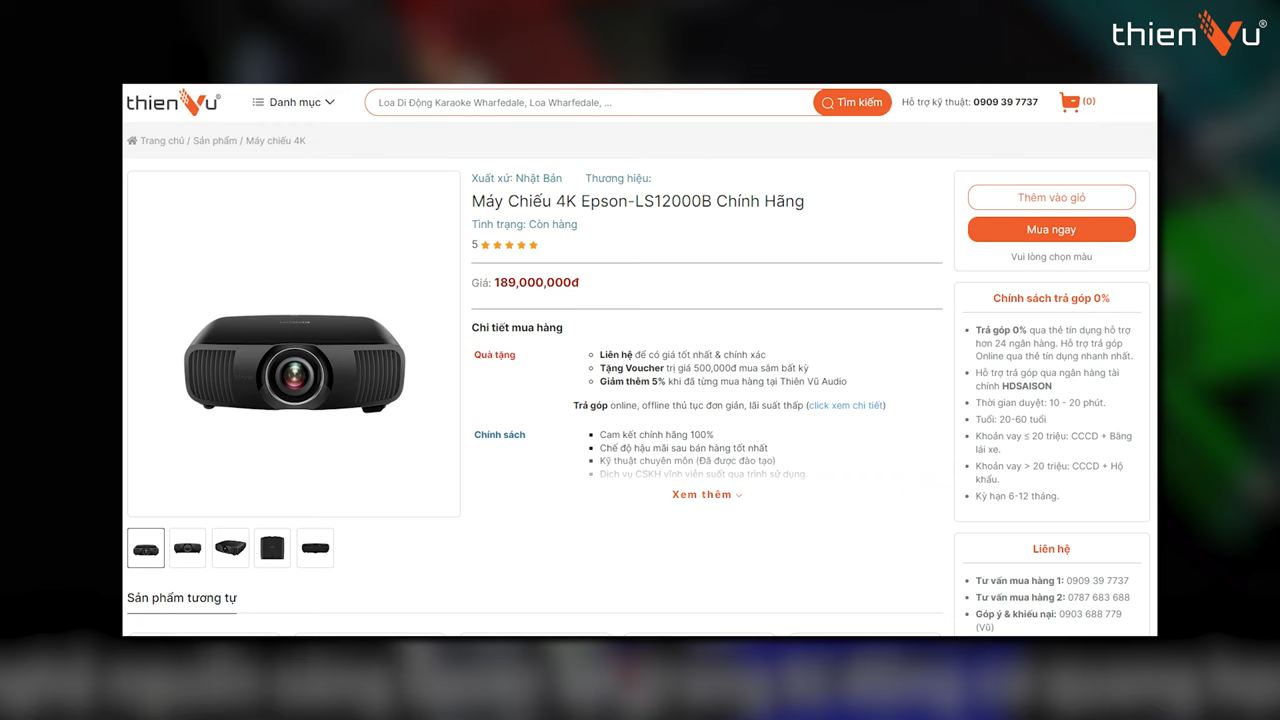 thienVu®
thienVu®
Danh mục
Loa Di Động Karaoke Wharfedale, Loa Wharfedale, ...
Tìm kiếm
Hỗ trợ kỹ thuật: 0909 39 7737
(0)
Trang chủ / Sản phẩm / Máy chiếu 4K
Xuất xứ: Nhật Bản Thương hiệu:
Máy Chiếu 4K Epson-LS12000B Chính Hãng
Tình trạng: Còn hàng
5
Giá: 189,000,000đ
Chi tiết mua hàng
Quà tặng
Liên hệ để có giá tốt nhất & chính xác
Tặng Voucher trị giá 500,000đ mua sắm bất kỳ
Giảm thêm 5% khi đã từng mua hàng tại Thiên Vũ Audio
Trả góp online, offline thủ tục đơn giản, lãi suất thấp (click xem chi tiết)
Chính sách
Cam kết chính hãng 100%
Chế độ hậu mãi sau bán hàng tốt nhất
Kỹ thuật chuyên môn (Đã được đào tạo)
Dịch vụ CSKH vĩnh viễn suốt quá trình sử dụng.
Xem thêm
Sản phẩm tương tự
Thêm vào giỏ
Mua ngay
Vui lòng chọn màu
Chính sách trả góp 0%
Trả góp 0% qua thẻ tín dụng hỗ trợ
hơn 24 ngân hàng. Hỗ trợ trả góp
Online qua thẻ tín dụng nhanh nhất.
Hỗ trợ trả góp qua ngân hàng tài
chính HDSAISON
Thời gian duyệt: 10 - 20 phút.
Tuổi: 20-60 tuổi
Khoản vay ≤ 20 triệu: CCCD + Bằng
lái xe.
Khoản vay > 20 triệu: CCCD + Hộ
khẩu.
Kỳ hạn 6-12 tháng.
Liên hệ
Tư vấn mua hàng 1: 0909 39 7737
Tư vấn mua hàng 2: 0787 683 688
Góp ý & khiếu nại: 0903 688 779
(Vũ)